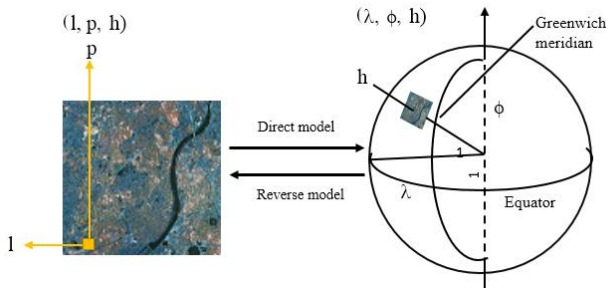 (l, p, h)
p
l
Direct model
Reverse model
(λ, ϕ, h)
Greenwich
meridian
h
ϕ
1
1
λ
Equator